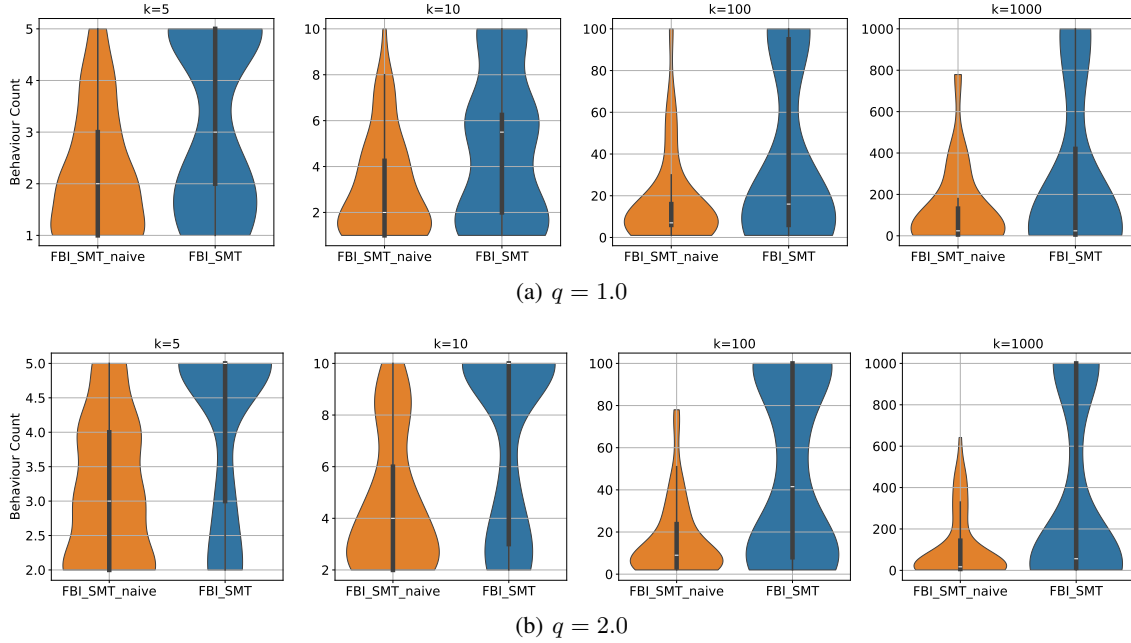 k=5
k=10
k=100
k=1000
Behaviour Count
5
4
3
2
1
10
8
6
4
2
100
80
60
40
20
0
1000
800
600
400
200
0
FBI_SMT_naive FBI_SMT
FBI_SMT_naive FBI_SMT
FBI_SMT_naive FBI_SMT
FBI_SMT_naive FBI_SMT
(a) q = 1.0
k=5
k=10
k=100
k=1000
Behaviour Count
5.0
4.5
4.0
3.5
3.0
2.5
2.0
10
8
6
4
2
100
80
60
40
20
0
1000
800
600
400
200
0
FBI_SMT_naive FBI_SMT
FBI_SMT_naive FBI_SMT
FBI_SMT_naive FBI_SMT
FBI_SMT_naive FBI_SMT
(b) q = 2.0